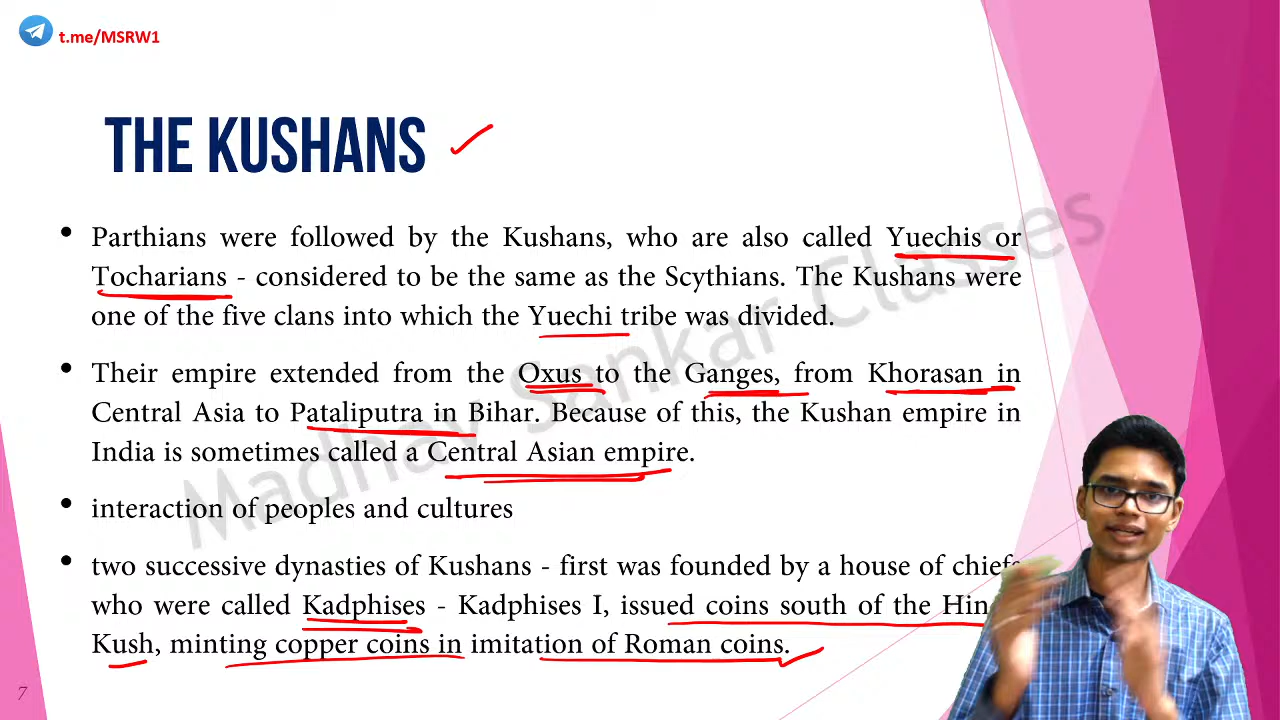 t.me/MSRW1
THE KUSHANS
• Parthians were followed by the Kushans, who are also called Yuechis or
Tocharians - considered to be the same as the Scythians. The Kushans were
one of the five clans into which the Yuechi tribe was divided.
• Their empire extended from the Oxus to the Ganges, from Khorasan in
Central Asia to Pataliputra in Bihar. Because of this, the Kushan empire in
India is sometimes called a Central Asian empire.
• interaction of peoples and cultures
• two successive dynasties of Kushans - first was founded by a house of chiefs
who were called Kadphises - Kadphises I, issued coins south of the Hin
Kush, minting copper coins in imitation of Roman coins.
Madhav Sankar Classes
7